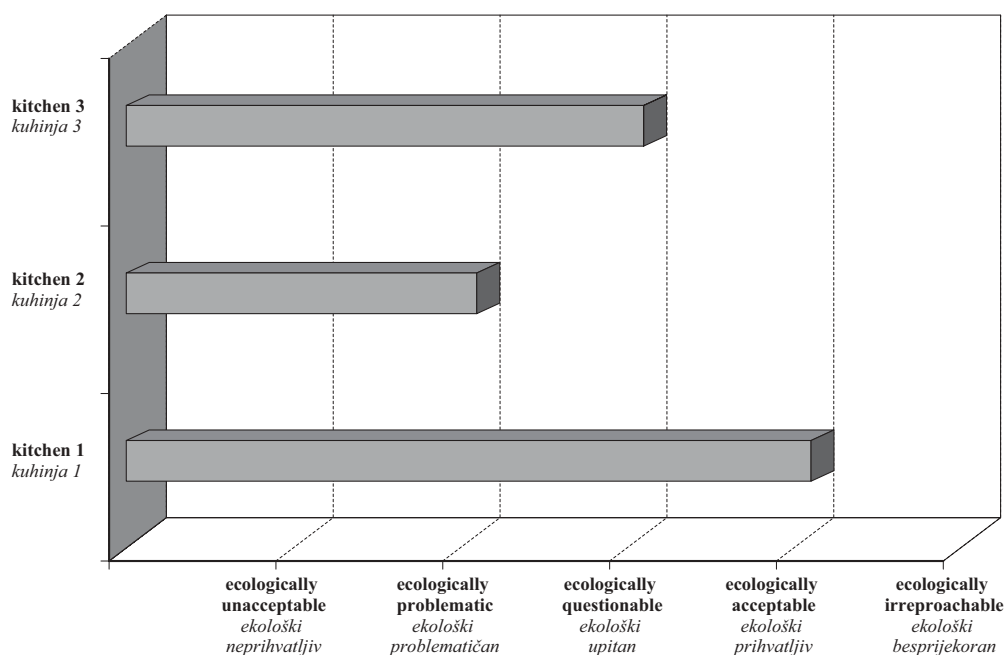 kitchen 3
kuhinja 3
kitchen 2
kuhinja 2
kitchen 1
kuhinja 1
ecologically
unacceptable
ekološki
neprihvatljiv
ecologically
problematic
ekološki
problematičan
ecologically
questionable
ekološki
upitan
ecologically
acceptable
ekološki
prihvatljiv
ecologically
irreproachable
ekološki
besprijekoran